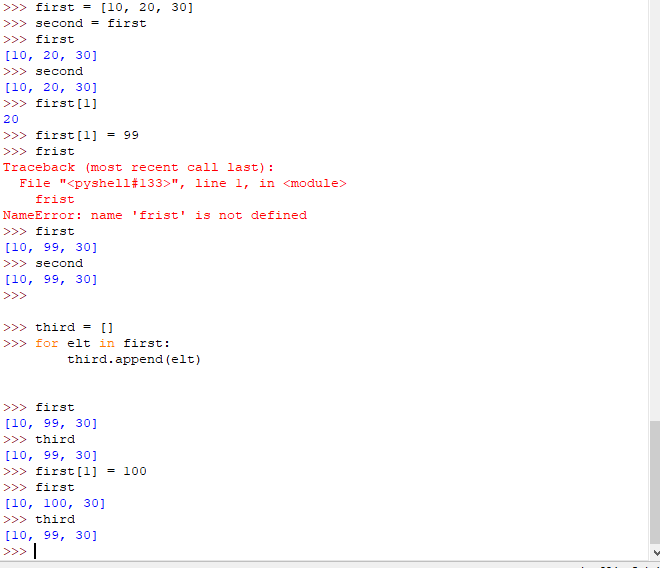 >>> first = [10, 20, 30]
>>> second = first
>>> first
[10, 20, 30]
>>> second
[10, 20, 30]
>>> first[1]
20
>>> first[1] = 99
>>> frist
Traceback (most recent call last):
  File "<pyshell#133>", line 1, in <module>
    frist
NameError: name 'frist' is not defined
>>> first
[10, 99, 30]
>>> second
[10, 99, 30]
>>>
>>> third = []
>>> for elt in first:
        third.append(elt)
>>> first
[10, 99, 30]
>>> third
[10, 99, 30]
>>> first[1] = 100
>>> first
[10, 100, 30]
>>> third
[10, 99, 30]
>>>